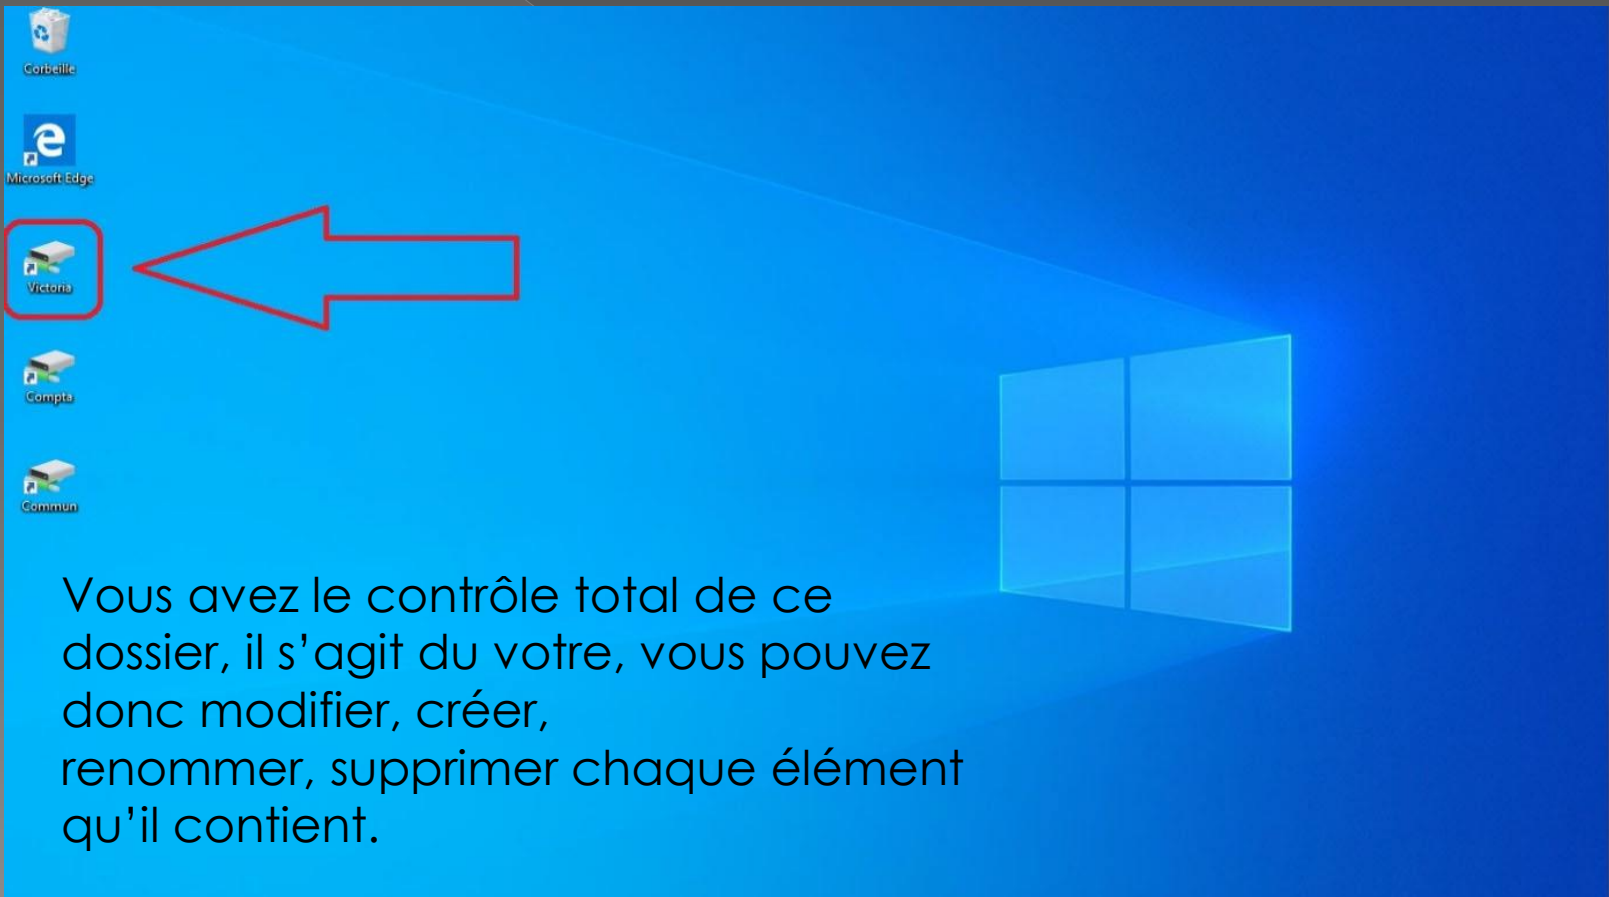 Corbeille
Microsoft Edge
Victoria
Compta
Commun
Vous avez le contrôle total de ce
dossier, il s’agit du votre, vous pouvez
donc modifier, créer,
renommer, supprimer chaque élément
qu’il contient.